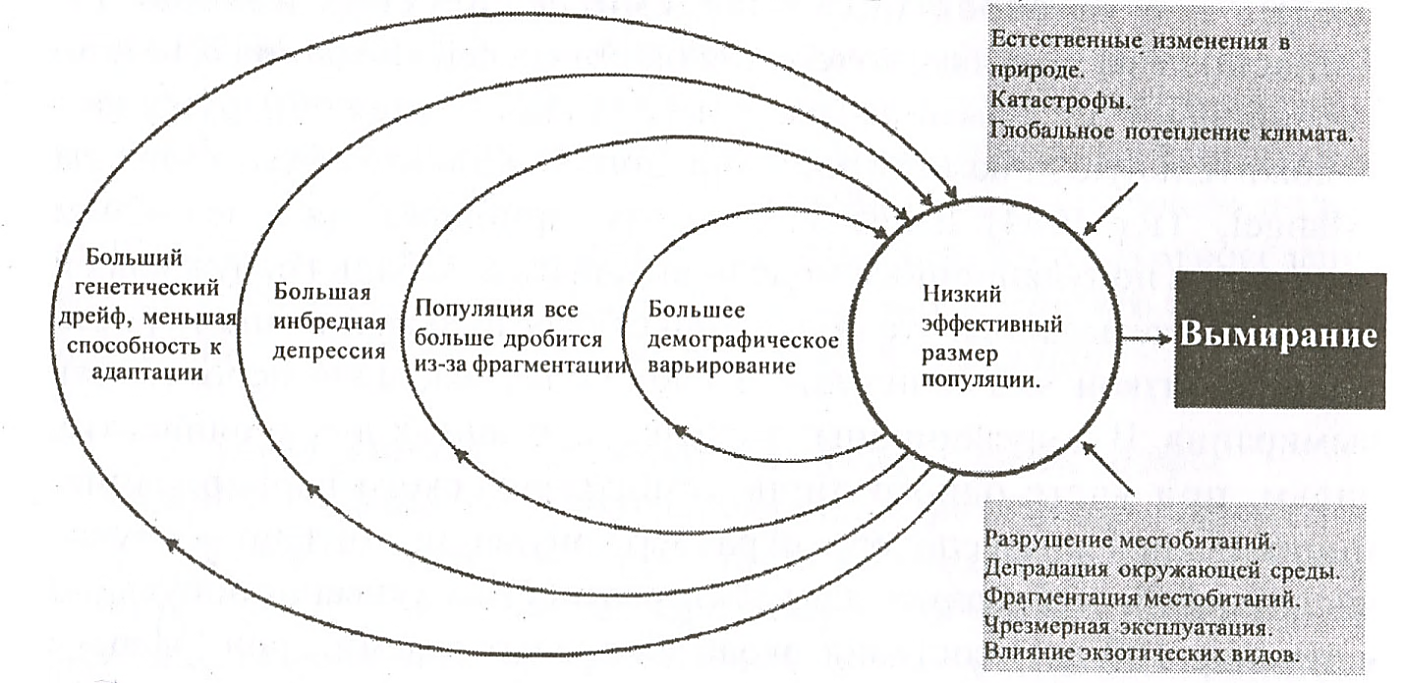 Естественные изменения в
природе.
Катастрофы.
Глобальное потепление климата.
Больший
генетический
дрейф, меньшая
способность к
адаптации
Большая
инбредная
депрессия
Популяция все
больше дробится
из-за фрагментации
Большее
демографическое
варьирование
Низкий
эффективный
размер
популяции.
Вымирание
Разрушение местобитаний.
Деградация окружающей среды.
Фрагментация местобитаний.
Чрезмерная эксплуатация.
Влияние экзотических видов.